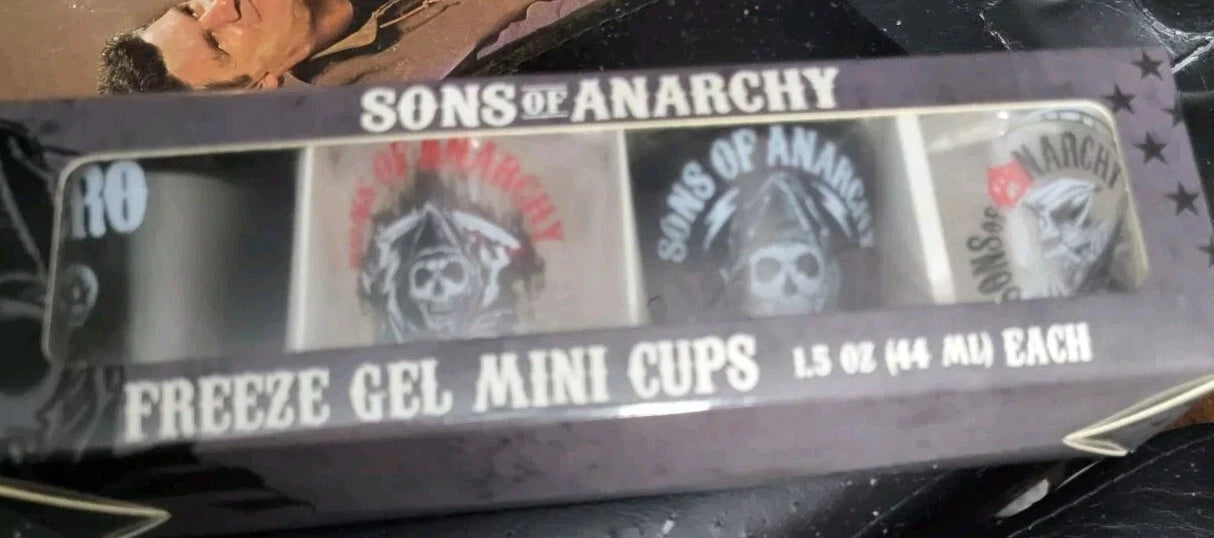 SONS OF ANARCHY
RO
SONS OF ANARCHY
SONS OF ANARCHY
SONS OF ANARCHY
FREEZE GEL MINI CUPS 1.5 OZ (44 ML) EACH